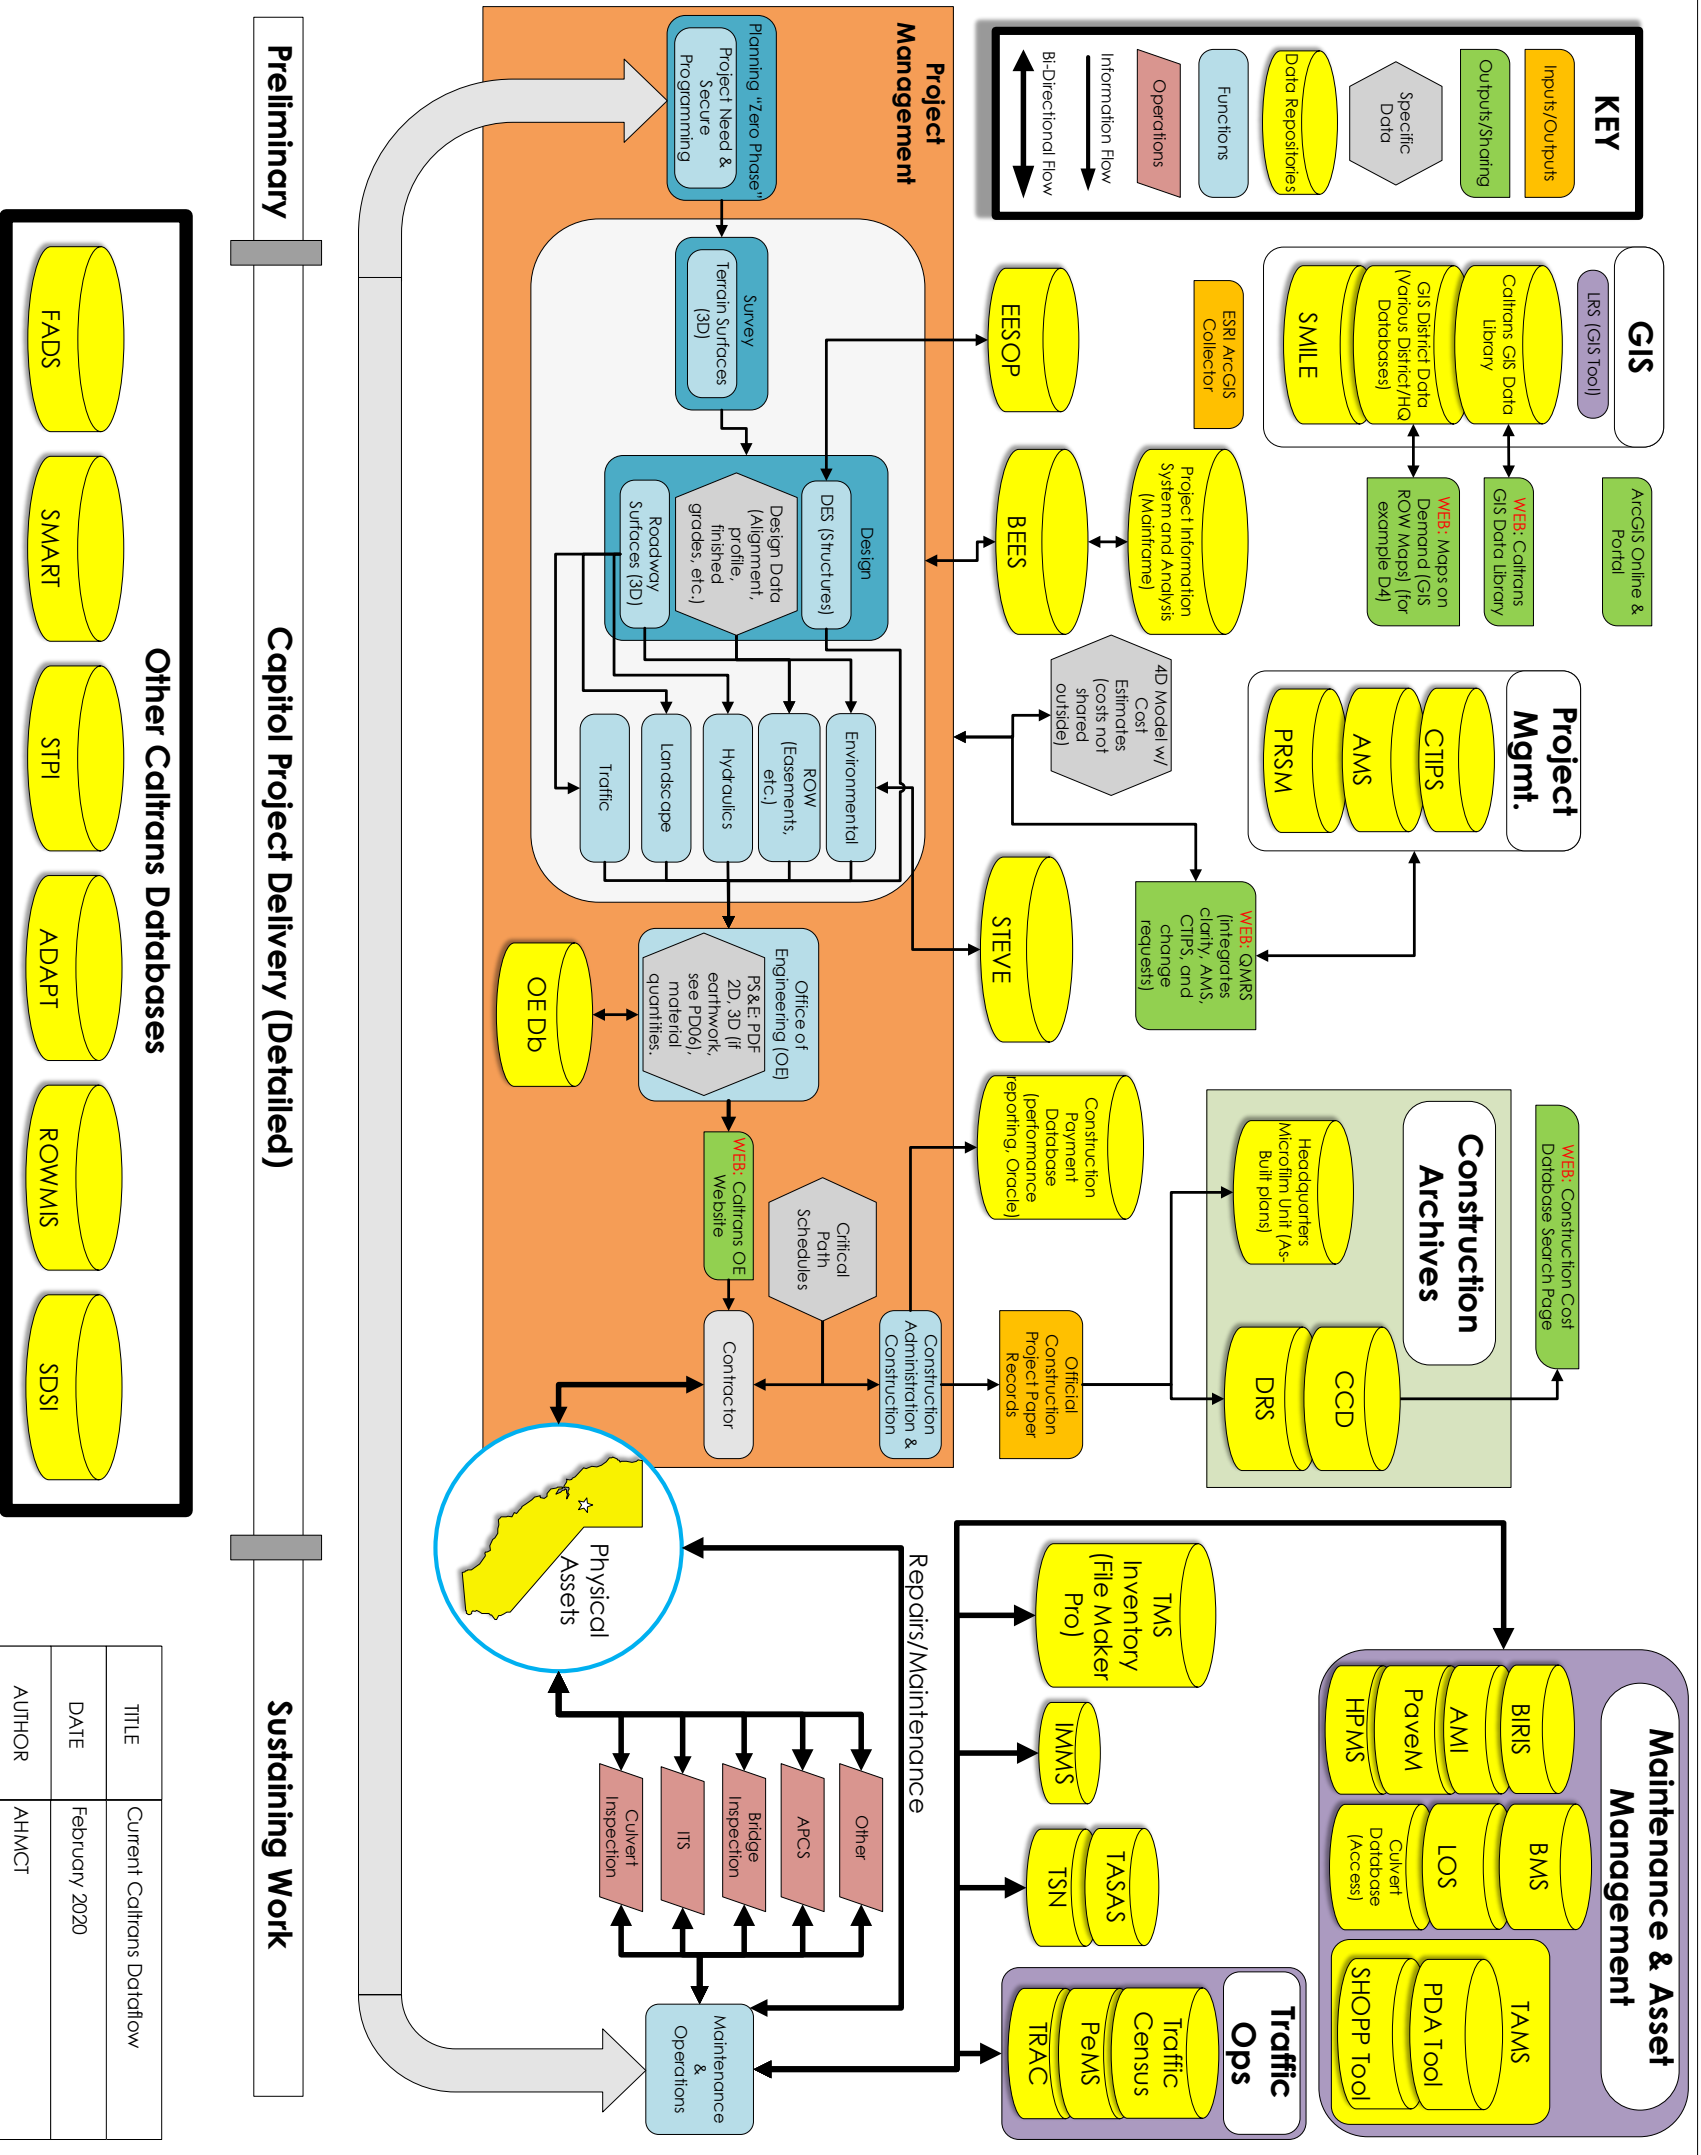 KEY
Inputs/Outputs
Outputs/Sharing
Specific
Data
Data Repositories
Functions
Operations
Information Flow
Bi-Directional Flow
GIS
LRS (GIS Tool)
Caltrans GIS Data
Library
GIS District Data
(Various District/HQ
Databases)
SMILE
ESRI ArcGIS
Collector
ArcGIS Online &
Portal
WEB: Caltrans
GIS Data Library
WEB: Maps on
Demand (GIS
ROW Maps) (for
example D4)
Project Information
System and Analysis
(Mainframe)
EESOP
BEES
Project
Mgmt.
CTIPS
AMS
PRSM
4D Model w/
Cost
Estimates
(costs not
shared
outside)
WEB: QMRS
(integrates
clarity, AMS,
CTIPS, and
change
requests)
STEVE
WEB: Construction Cost
Database Search Page
Construction
Archives
Headquarters
Microfilm Unit (As-
Built plans)
CCD
DRS
Construction
Payment
Database
(performance
reporting, Oracle)
Official
Construction
Project Paper
Records
Maintenance & Asset
Management
BIRIS
AMI
PaveM
HPMS
BMS
LOS
Culvert
Database
(Access)
TAMS
PDA Tool
SHOPP Tool
TMS
Inventory
(File Maker
Pro)
IMMS
TASAS
TSN
Traffic
Ops
Traffic
Census
PeMS
TRAC
Project
Management
Planning "Zero Phase"
Project Need &
Secure
Programming
Survey
Terrain Surfaces
(3D)
Design
DES (Structures)
Design Data
(Alignment,
profile,
finished
grades, etc.)
Roadway
Surfaces (3D)
Environmental
ROW
(Easements,
etc.)
Hydraulics
Landscape
Traffic
Office of
Engineering (OE)
PS&E: PDF
2D, 3D (if
earthwork,
see PD06),
material
quantities.
OE Db
WEB: Caltrans OE
Website
Critical
Path
Schedules
Construction
Administration &
Construction
Contractor
Physical
Assets
Repairs/Maintenance
Other
APCS
Bridge
Inspection
ITS
Culvert
Inspection
Maintenance
&
Operations
Preliminary
Capitol Project Delivery (Detailed)
Sustaining Work
Other Caltrans Databases
FADS
SMART
STPI
ADAPT
ROWMIS
SDSI
TITLE
Current Caltrans Dataflow
DATE
February 2020
AUTHOR
AHMCT